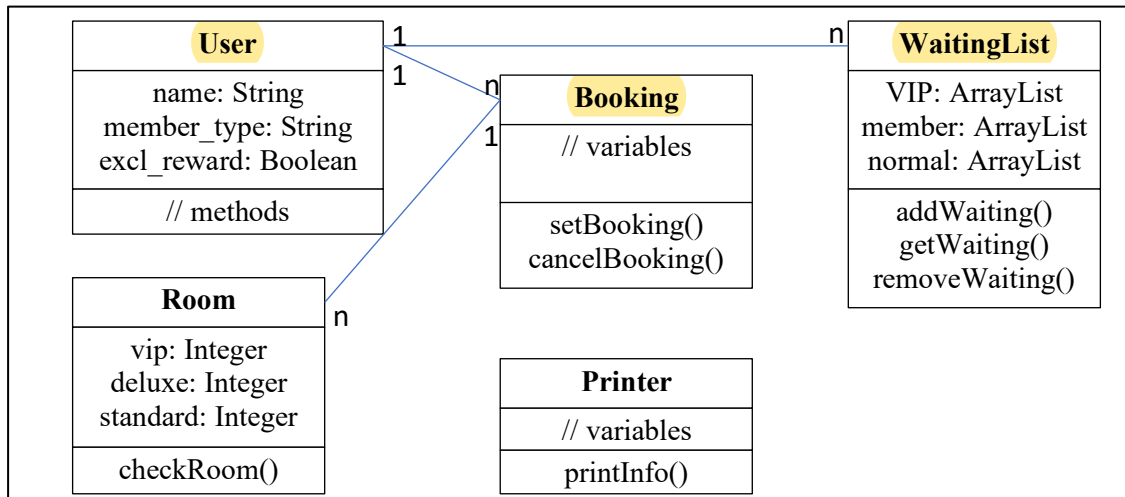 User
name: String
member_type: String
excl_reward: Boolean
// methods
1
1
n
WaitingList
VIP: ArrayList
member: ArrayList
normal: ArrayList
addWaiting()
getWaiting()
removeWaiting()
n
1
Booking
// variables
setBooking()
cancelBooking()
Room
vip: Integer
deluxe: Integer
standard: Integer
checkRoom()
n
Printer
// variables
printInfo()